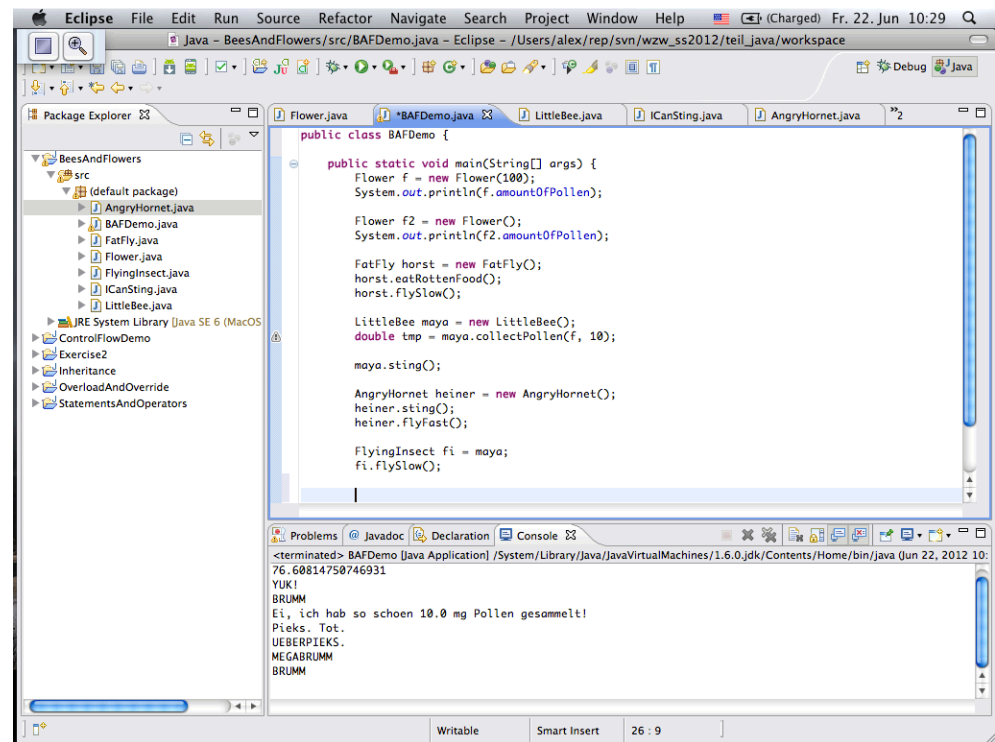 Eclipse File Edit Run Source Refactor Navigate Search Project Window Help (Charged) Fr. 22. Jun 10:29
Java – BeesAndFlowers/src/BAFDemo.java – Eclipse – /Users/alex/rep/svn/wzw_ss2012/teil_java/workspace
Debug Java
Package Explorer
BeesAndFlowers
src
(default package)
AngryHornet.java
BAFDemo.java
FatFly.java
Flower.java
FlyingInsect.java
ICanSting.java
LittleBee.java
JRE System Library [Java SE 6 (MacOS
ControlFlowDemo
Exercise2
Inheritance
OverloadAndOverride
StatementsAndOperators
Flower.java *BAFDemo.java LittleBee.java ICanSting.java AngryHornet.java »2
public class BAFDemo {
public static void main(String[] args) {
Flower f = new Flower(100);
System.out.println(f.amountOfPollen);
Flower f2 = new Flower();
System.out.println(f2.amountOfPollen);
FatFly horst = new FatFly();
horst.eatRottenFood();
horst.flySlow();
LittleBee maya = new LittleBee();
double tmp = maya.collectPollen(f, 10);
maya.sting();
AngryHornet heiner = new AngryHornet();
heiner.sting();
heiner.flyFast();
FlyingInsect fi = maya;
fi.flySlow();
Problems @ Javadoc Declaration Console
<terminated> BAFDemo [Java Application] /System/Library/Java/JavaVirtualMachines/1.6.0.jdk/Contents/Home/bin/java (Jun 22, 2012 10:
76.60814750746931
YUK!
BRUMM
Ei, ich hab so schoen 10.0 mg Pollen gesammelt!
Pieks. Tot.
UEBERPIEKS.
MEGABRUMM
BRUMM
Writable Smart Insert 26 : 9